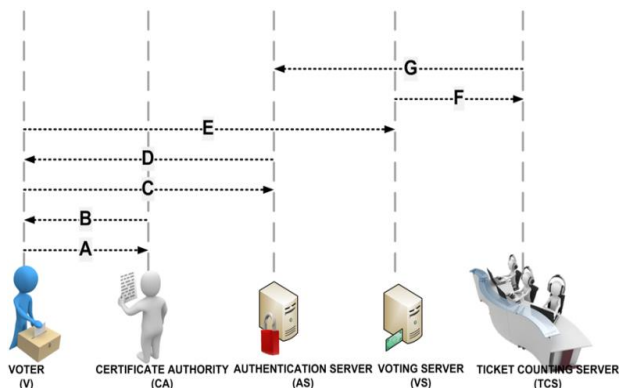 G
F
E
D
C
B
A
VOTER CERTIFICATE AUTHORITY AUTHENTICATION SERVER VOTING SERVER TICKET COUNTING SERVER
(V) (CA) (AS) (VS) (TCS)